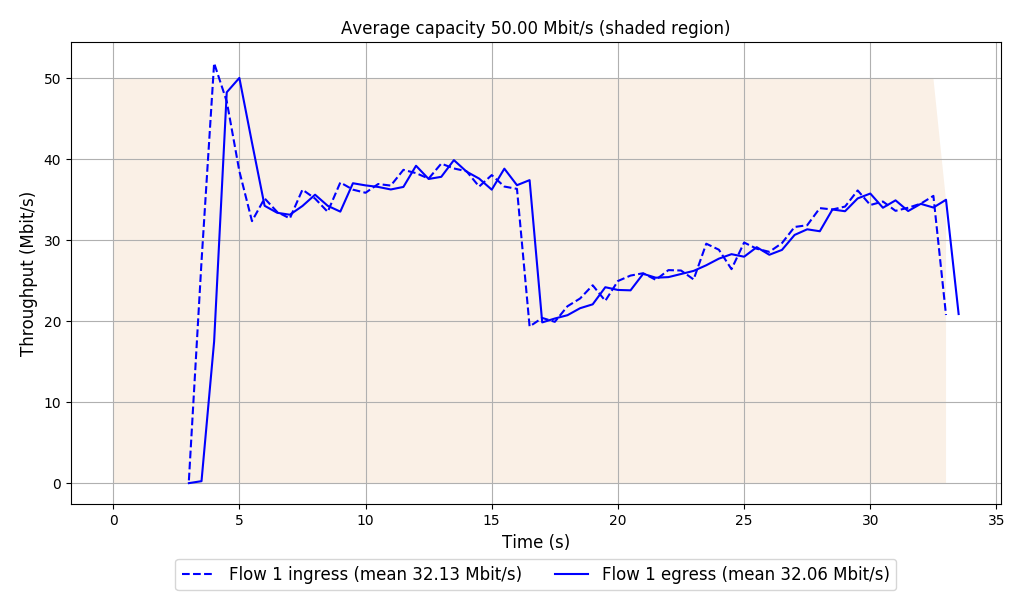 Average capacity 50.00 Mbit/s (shaded region)
Throughput (Mbit/s)
50
40
30
20
10
0
0 5 10 15 20 25 30 35
Time (s)
Flow 1 ingress (mean 32.13 Mbit/s) Flow 1 egress (mean 32.06 Mbit/s)